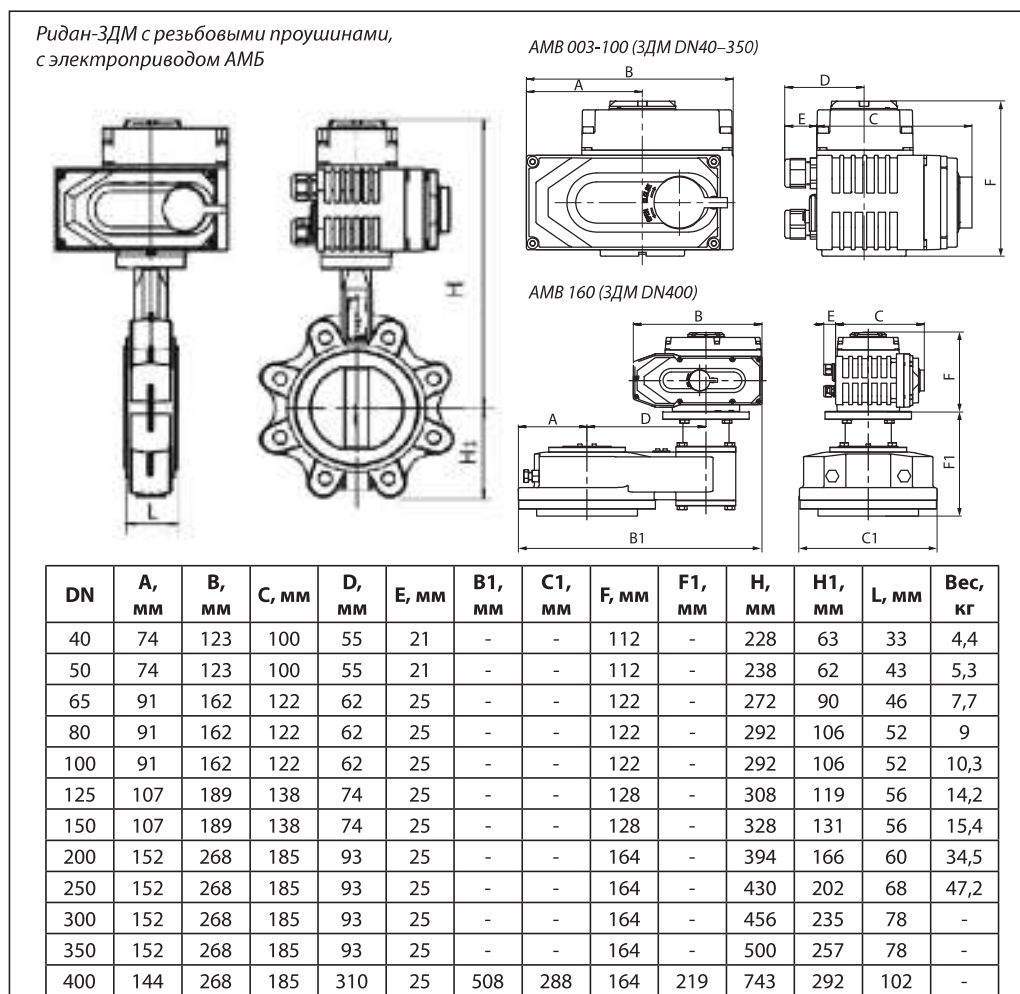 Ридан-ЗДМ с резьбовыми проушинами,
с электроприводом АМБ
АМВ 003-100 (ЗДМ DN40–350)
B
A
D
E
C
F
H
H1
L
АМВ 160 (ЗДМ DN400)
B
E
C
F
A
D
F1
B1
C1
DN A, мм B, мм C, мм D, мм E, мм B1, мм C1, мм F, мм F1, мм H, мм H1, мм L, мм Вес, кг
40 74 123 100 55 21 - - 112 - 228 63 33 4,4
50 74 123 100 55 21 - - 112 - 238 62 43 5,3
65 91 162 122 62 25 - - 122 - 272 90 46 7,7
80 91 162 122 62 25 - - 122 - 292 106 52 9
100 91 162 122 62 25 - - 122 - 292 106 52 10,3
125 107 189 138 74 25 - - 128 - 308 119 56 14,2
150 107 189 138 74 25 - - 128 - 328 131 56 15,4
200 152 268 185 93 25 - - 164 - 394 166 60 34,5
250 152 268 185 93 25 - - 164 - 430 202 68 47,2
300 152 268 185 93 25 - - 164 - 456 235 78 -
350 152 268 185 93 25 - - 164 - 500 257 78 -
400 144 268 185 310 25 508 288 164 219 743 292 102 -